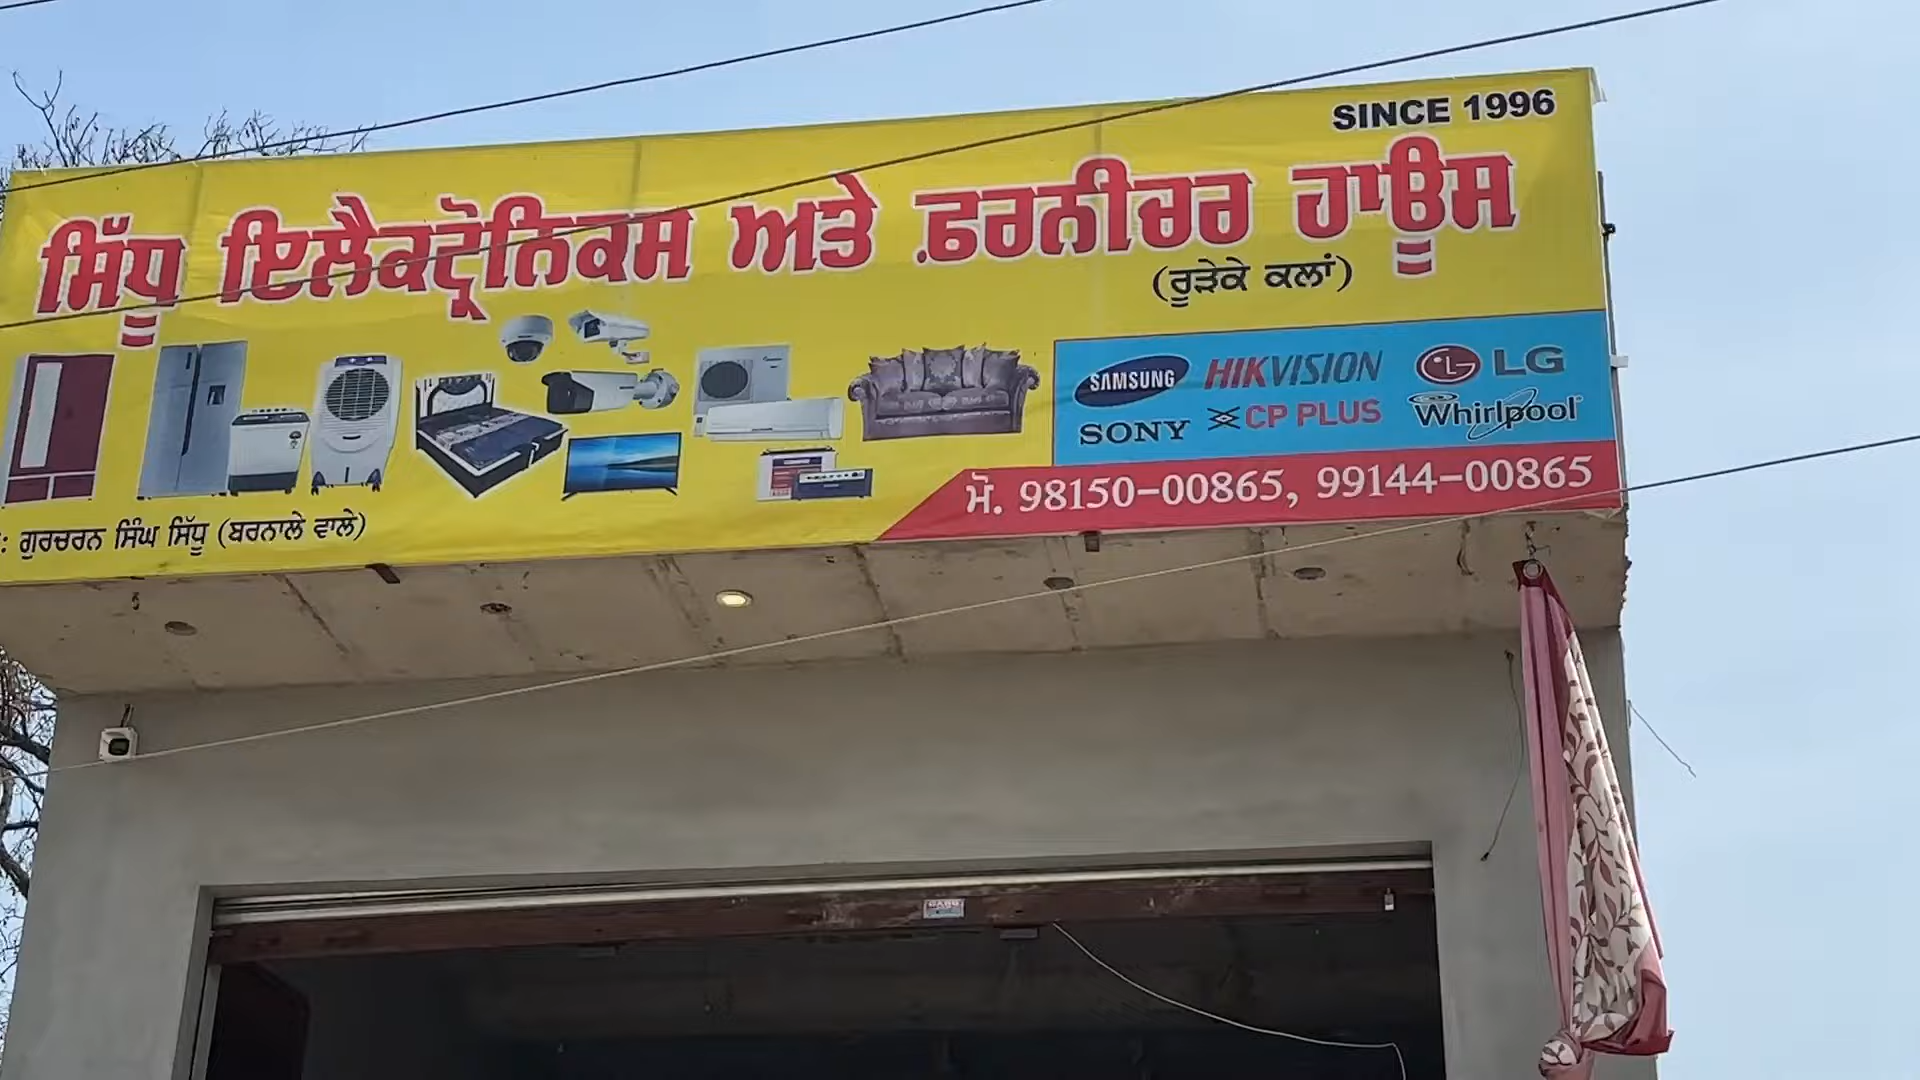 SINCE 1996
ਸਿੱਧੂ ਇਲੈਕਟ੍ਰੋਨਿਕਸ ਅਤੇ ਫ਼ਰਨੀਚਰ ਹਾਊਸ
(ਰੂੜੇਕੇ ਕਲਾਂ)
SAMSUNG HIKVISION LG
SONY CP PLUS Whirlpool
ਮੋ. 98150-00865, 99144-00865
: ਗੁਰਚਰਨ ਸਿੰਘ ਸਿੱਧੂ (ਬਰਨਾਲੇ ਵਾਲੇ)